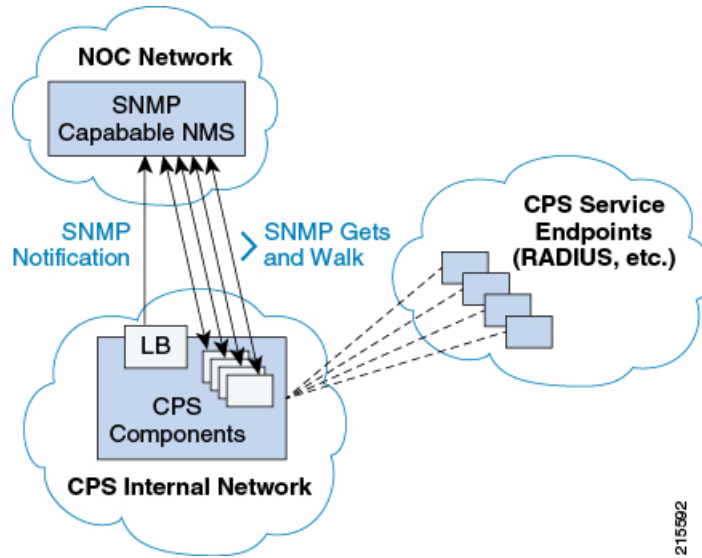 NOC Network
SNMP
Capabable NMS
SNMP
Notification
SNMP Gets
and Walk
CPS Service
Endpoints
(RADIUS, etc.)
LB
CPS
Components
CPS Internal Network
215592